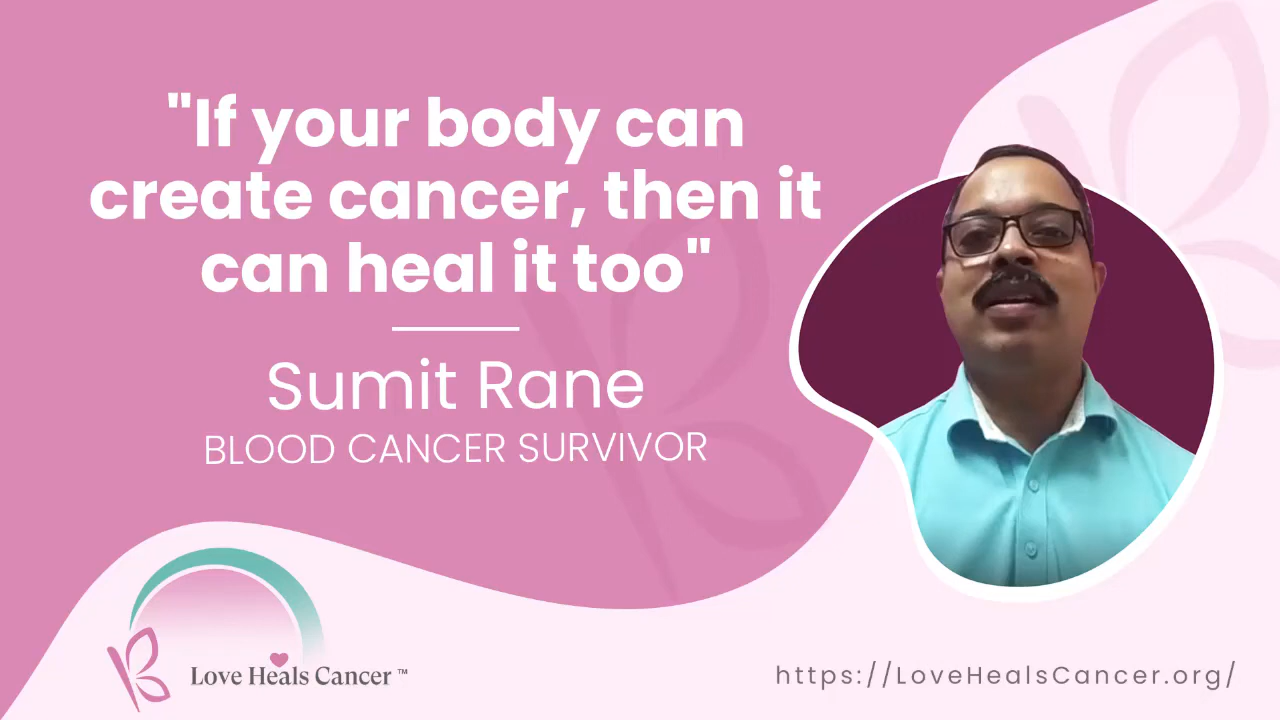 "If your body can
create cancer, then it
can heal it too"
Sumit Rane
BLOOD CANCER SURVIVOR
Love Heals Cancer ™
https://LoveHealsCancer.org/